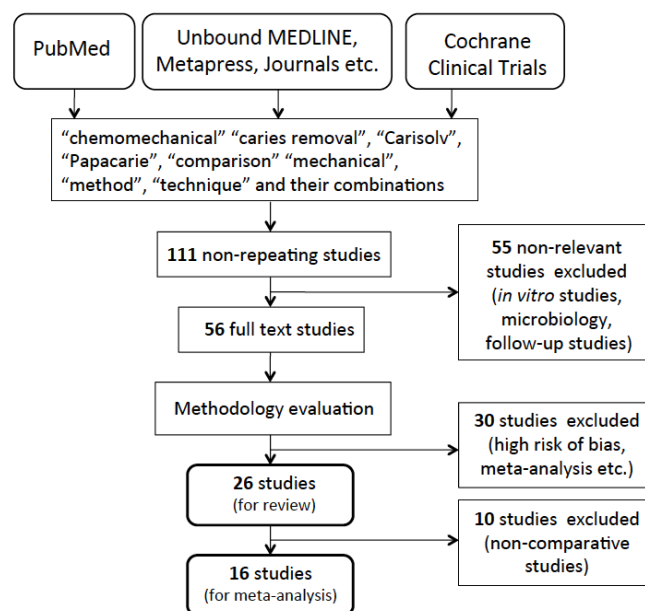 PubMed
Unbound MEDLINE,
Metapress, Journals etc.
Cochrane
Clinical Trials
“chemomechanical” “caries removal”, “Carisolv”,
“Papacarie”, “comparison” “mechanical”,
“method”, “technique” and their combinations
111 non-repeating studies
55 non-relevant
studies excluded
(in vitro studies,
microbiology,
follow-up studies)
56 full text studies
Methodology evaluation
30 studies excluded
(high risk of bias,
meta-analysis etc.)
26 studies
(for review)
10 studies excluded
(non-comparative
studies)
16 studies
(for meta-analysis)